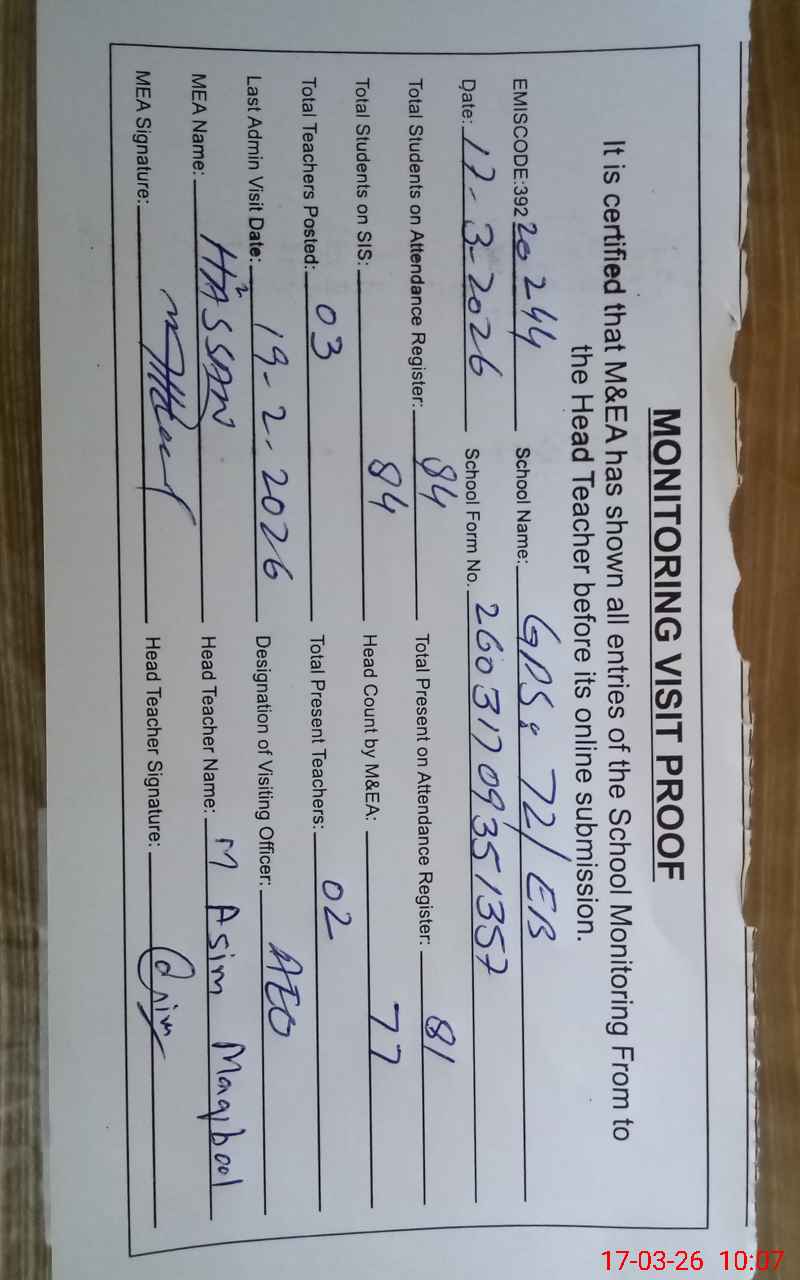 MONITORING VISIT PROOF
It is certified that M&EA has shown all entries of the School Monitoring From to
the Head Teacher before its online submission.
EMISCODE:39220244 School Name: GPS: 72/EB
Date: 17-3-2026 School Form No. 26031709351357
Total Students on Attendance Register: 84 Total Present on Attendance Register: 81
Total Students on SIS: 84 Head Count by M&EA: 77
Total Teachers Posted: 03 Total Present Teachers: 02
Last Admin Visit Date: 19-2-2026 Designation of Visiting Officer: AEO
MEA Name: HASSAN Head Teacher Name: M Asim Maqbool
MEA Signature: Head Teacher Signature: Asim
17-03-26 10:07